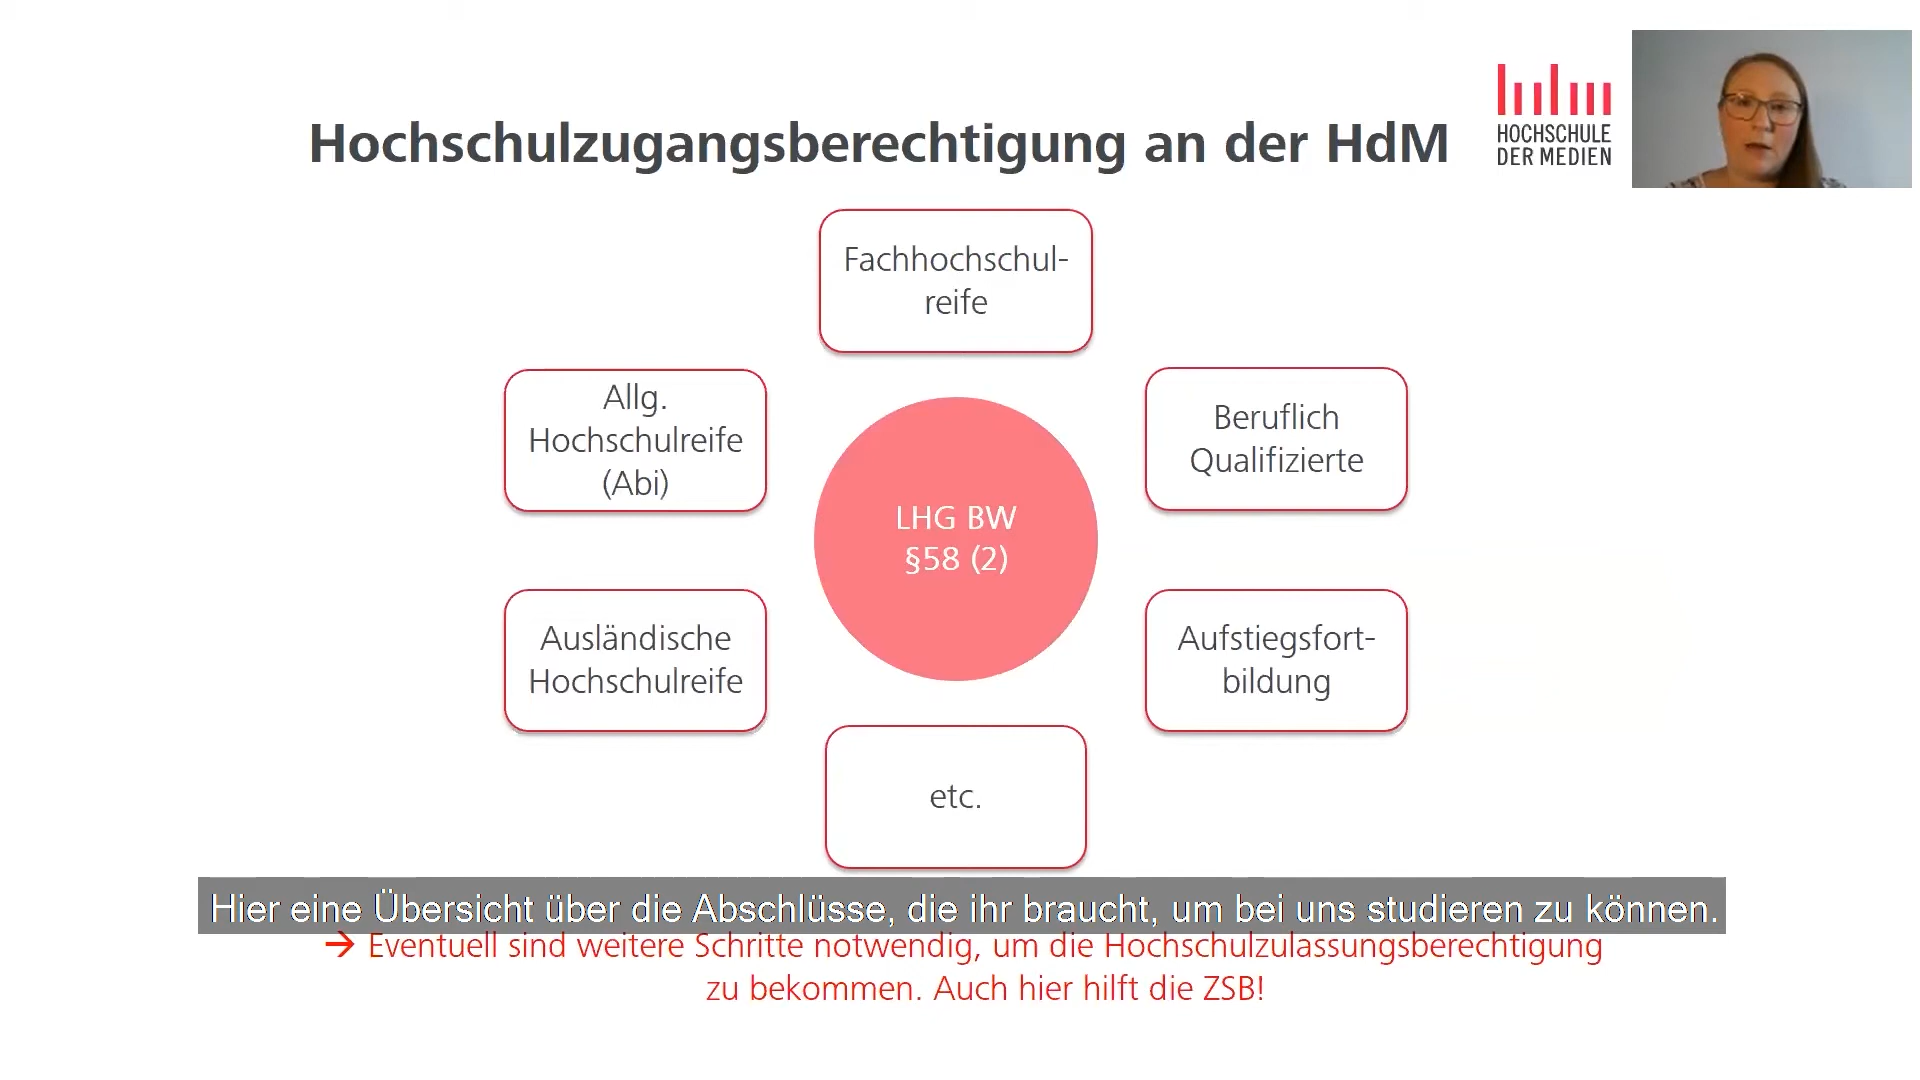 Hochschulzugangsberechtigung an der HdM
HOCHSCHULE
DER MEDIEN
Fachhochschul-
reife
Allg.
Hochschulreife
(Abi)
Beruflich
Qualifizierte
LHG BW
§58 (2)
Ausländische
Hochschulreife
Aufstiegsfort-
bildung
etc.
Hier eine Übersicht über die Abschlüsse, die ihr braucht, um bei uns studieren zu können.
→ Eventuell sind weitere Schritte notwendig, um die Hochschulzulassungsberechtigung
zu bekommen. Auch hier hilft die ZSB!